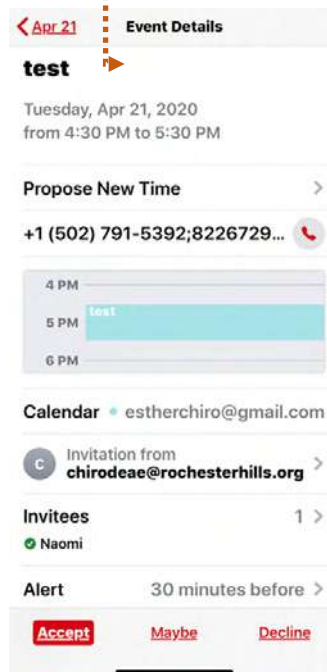 Apr 21 Event Details
test
Tuesday, Apr 21, 2020
from 4:30 PM to 5:30 PM
Propose New Time
+1 (502) 791-5392;8226729...
4 PM
test
5 PM
6 PM
Calendar estherchiro@gmail.com
C
Invitation from
chirodeae@rochesterhills.org
Invitees 1
Naomi
Alert 30 minutes before
Accept Maybe Decline